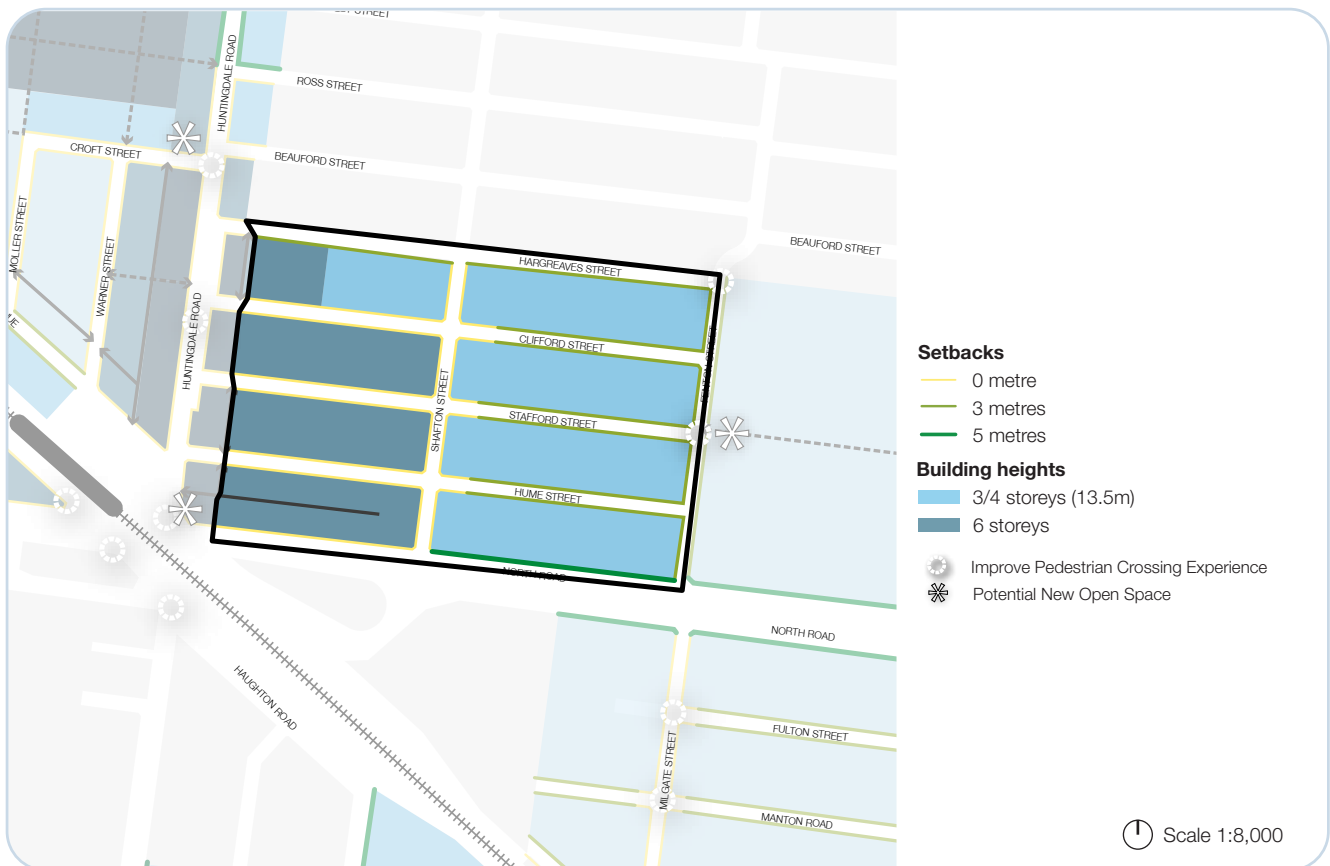 HUNTINGDALE ROAD
ROSS STREET
CROFT STREET
BEAUFORD STREET
BEAUFORD STREET
MOLLER STREET
WARNER STREET
HUNTINGDALE ROAD
HARGREAVES STREET
CLIFFORD STREET
SHAFTON STREET
STAFFORD STREET
HUME STREET
NORTH ROAD
NORTH ROAD
HAUGHTON ROAD
MILGATE STREET
FULTON STREET
MANTON ROAD
Setbacks
0 metre
3 metres
5 metres
Building heights
3/4 storeys (13.5m)
6 storeys
Improve Pedestrian Crossing Experience
Potential New Open Space
Scale 1:8,000